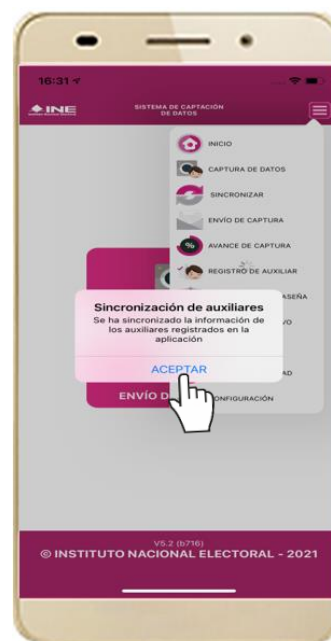 16:31
INE
SISTEMA DE CAPTACIÓN
DE DATOS
INICIO
CAPTURA DE DATOS
SINCRONIZAR
ENVÍO DE CAPTURA
%
AVANCE DE CAPTURA
REGISTRO DE AUXILIAR
Sincronización de auxiliares
Se ha sincronizado la información de
los auxiliares registrados en la
aplicación
ACEPTAR
ENVÍO
CONFIGURACIÓN
V5.2 (b716)
© INSTITUTO NACIONAL ELECTORAL - 2021